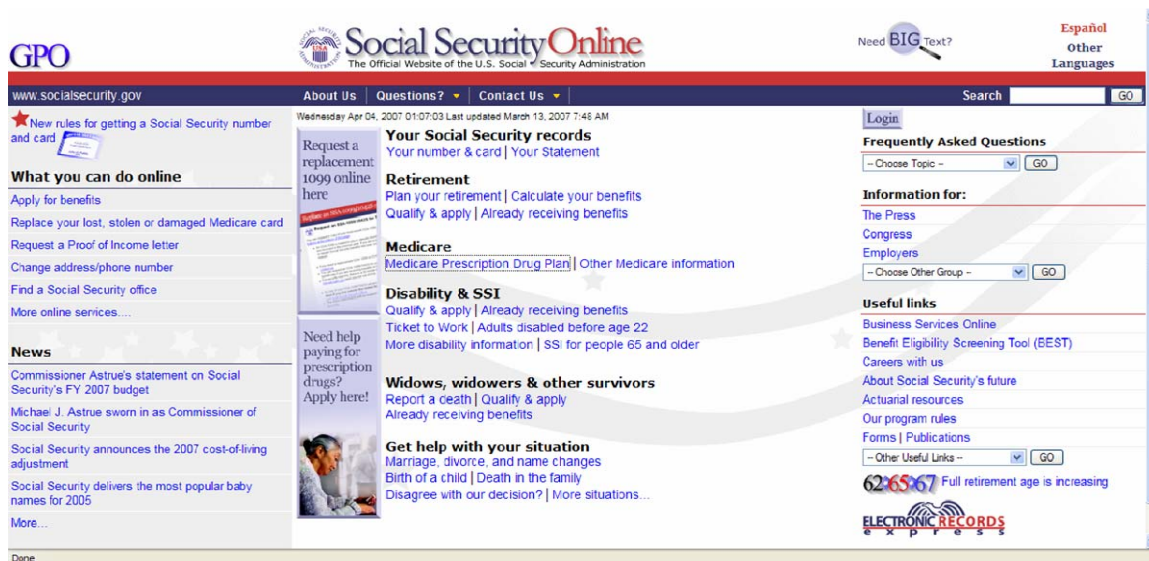 GPO
Social Security Online
The Official Website of the U.S. Social Security Administration
Need BIG Text?
Español
Other
Languages
www.socialsecurity.gov
About Us | Questions? | Contact Us
Search GO
New rules for getting a Social Security number
and card
What you can do online
Apply for benefits
Replace your lost, stolen or damaged Medicare card
Request a Proof of Income letter
Change address/phone number
Find a Social Security office
More online services....
News
Commissioner Astrue's statement on Social
Security's FY 2007 budget
Michael J. Astrue sworn in as Commissioner of
Social Security
Social Security announces the 2007 cost-of-living
adjustment
Social Security delivers the most popular baby
names for 2005
More...
Wednesday Apr 04, 2007 01:07:03 Last updated March 13, 2007 7:46 AM
Request a
replacement
1099 online
here
Need help
paying for
prescription
drugs?
Apply here!
Your Social Security records
Your number & card | Your Statement
Retirement
Plan your retirement | Calculate your benefits
Qualify & apply | Already receiving benefits
Medicare
Medicare Prescription Drug Plan | Other Medicare information
Disability & SSI
Qualify & apply | Already receiving benefits
Ticket to Work | Adults disabled before age 22
More disability information | SSI for people 65 and older
Widows, widowers & other survivors
Report a death | Qualify & apply
Already receiving benefits
Get help with your situation
Marriage, divorce, and name changes
Birth of a child | Death in the family
Disagree with our decision? | More situations...
Login
Frequently Asked Questions
-- Choose Topic -- GO
Information for:
The Press
Congress
Employers
-- Choose Other Group -- GO
Useful links
Business Services Online
Benefit Eligibility Screening Tool (BEST)
Careers with us
About Social Security's future
Actuarial resources
Our program rules
Forms | Publications
-- Other Useful Links -- GO
62 65 67 Full retirement age is increasing
ELECTRONIC RECORDS
express
Done